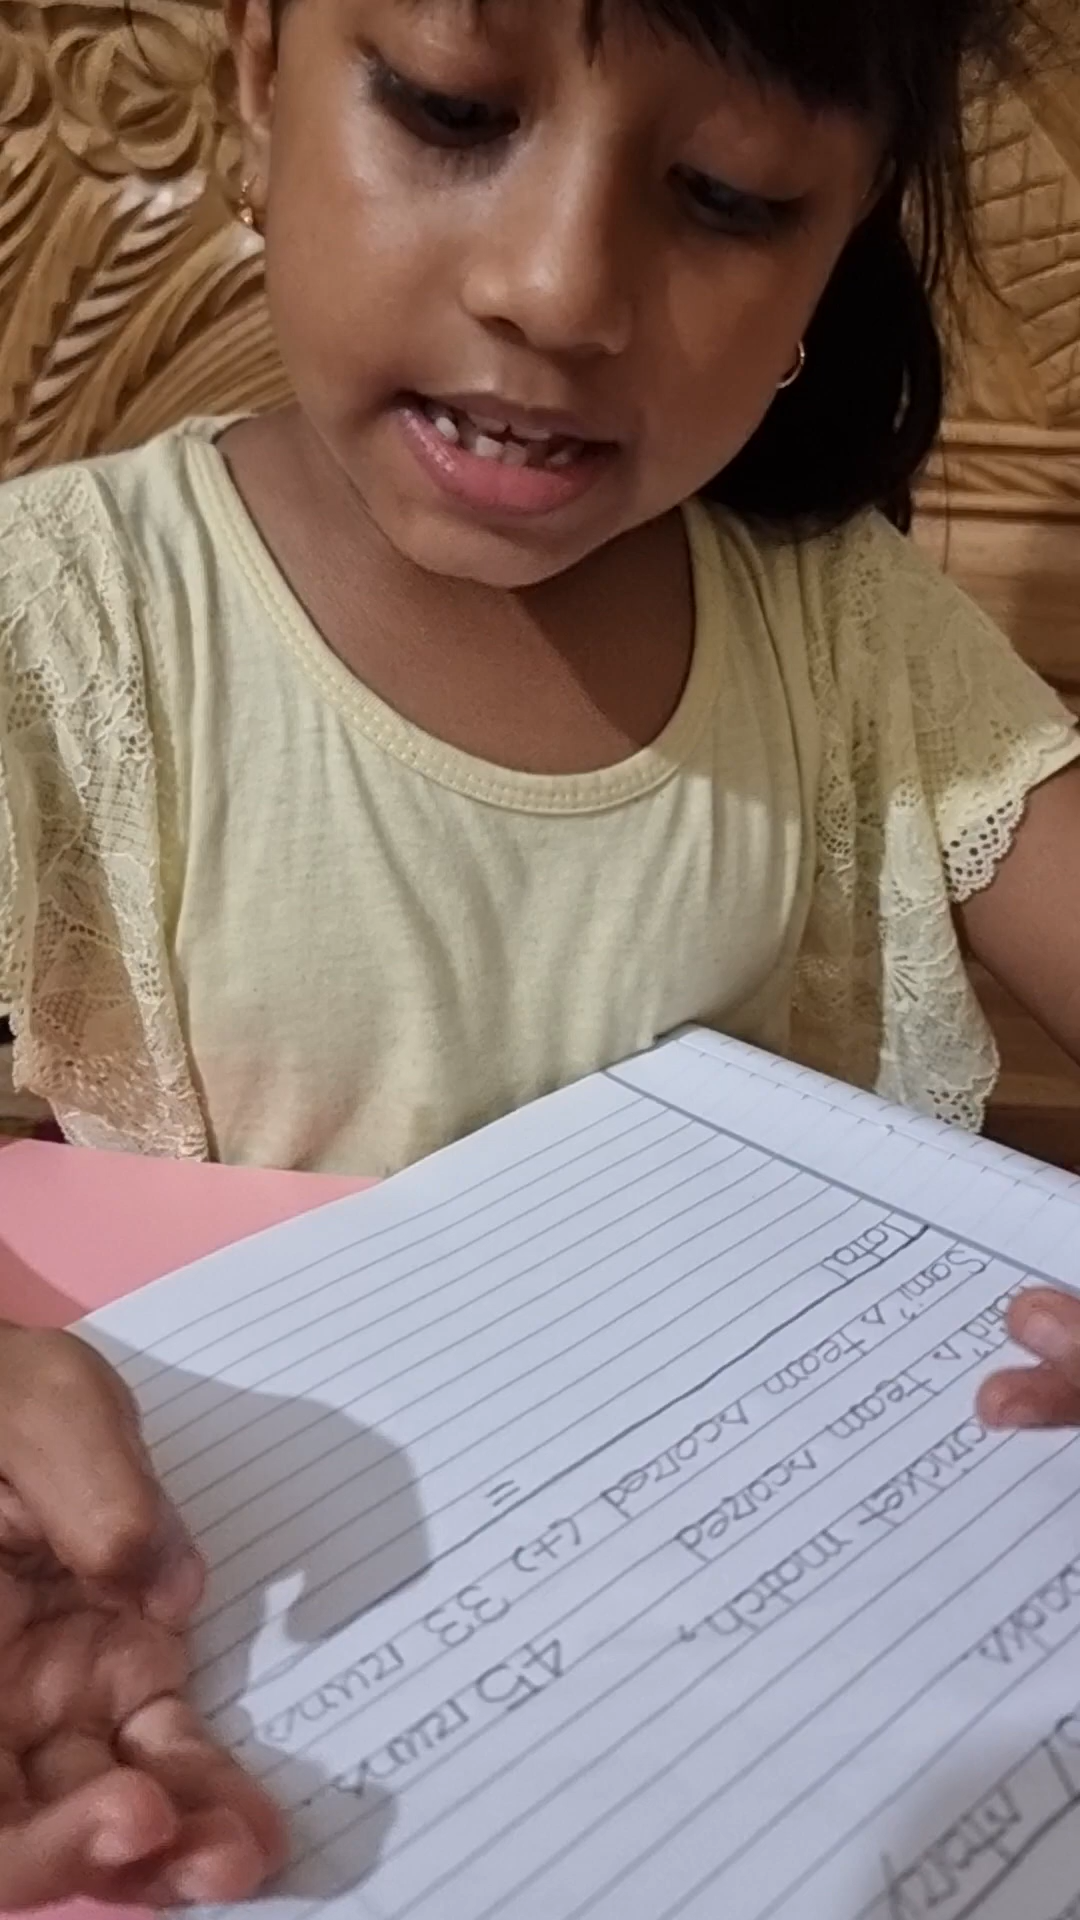 cricket match,
team scored 45 runs.
Sami's team scored (+) 33 runs
=
Total